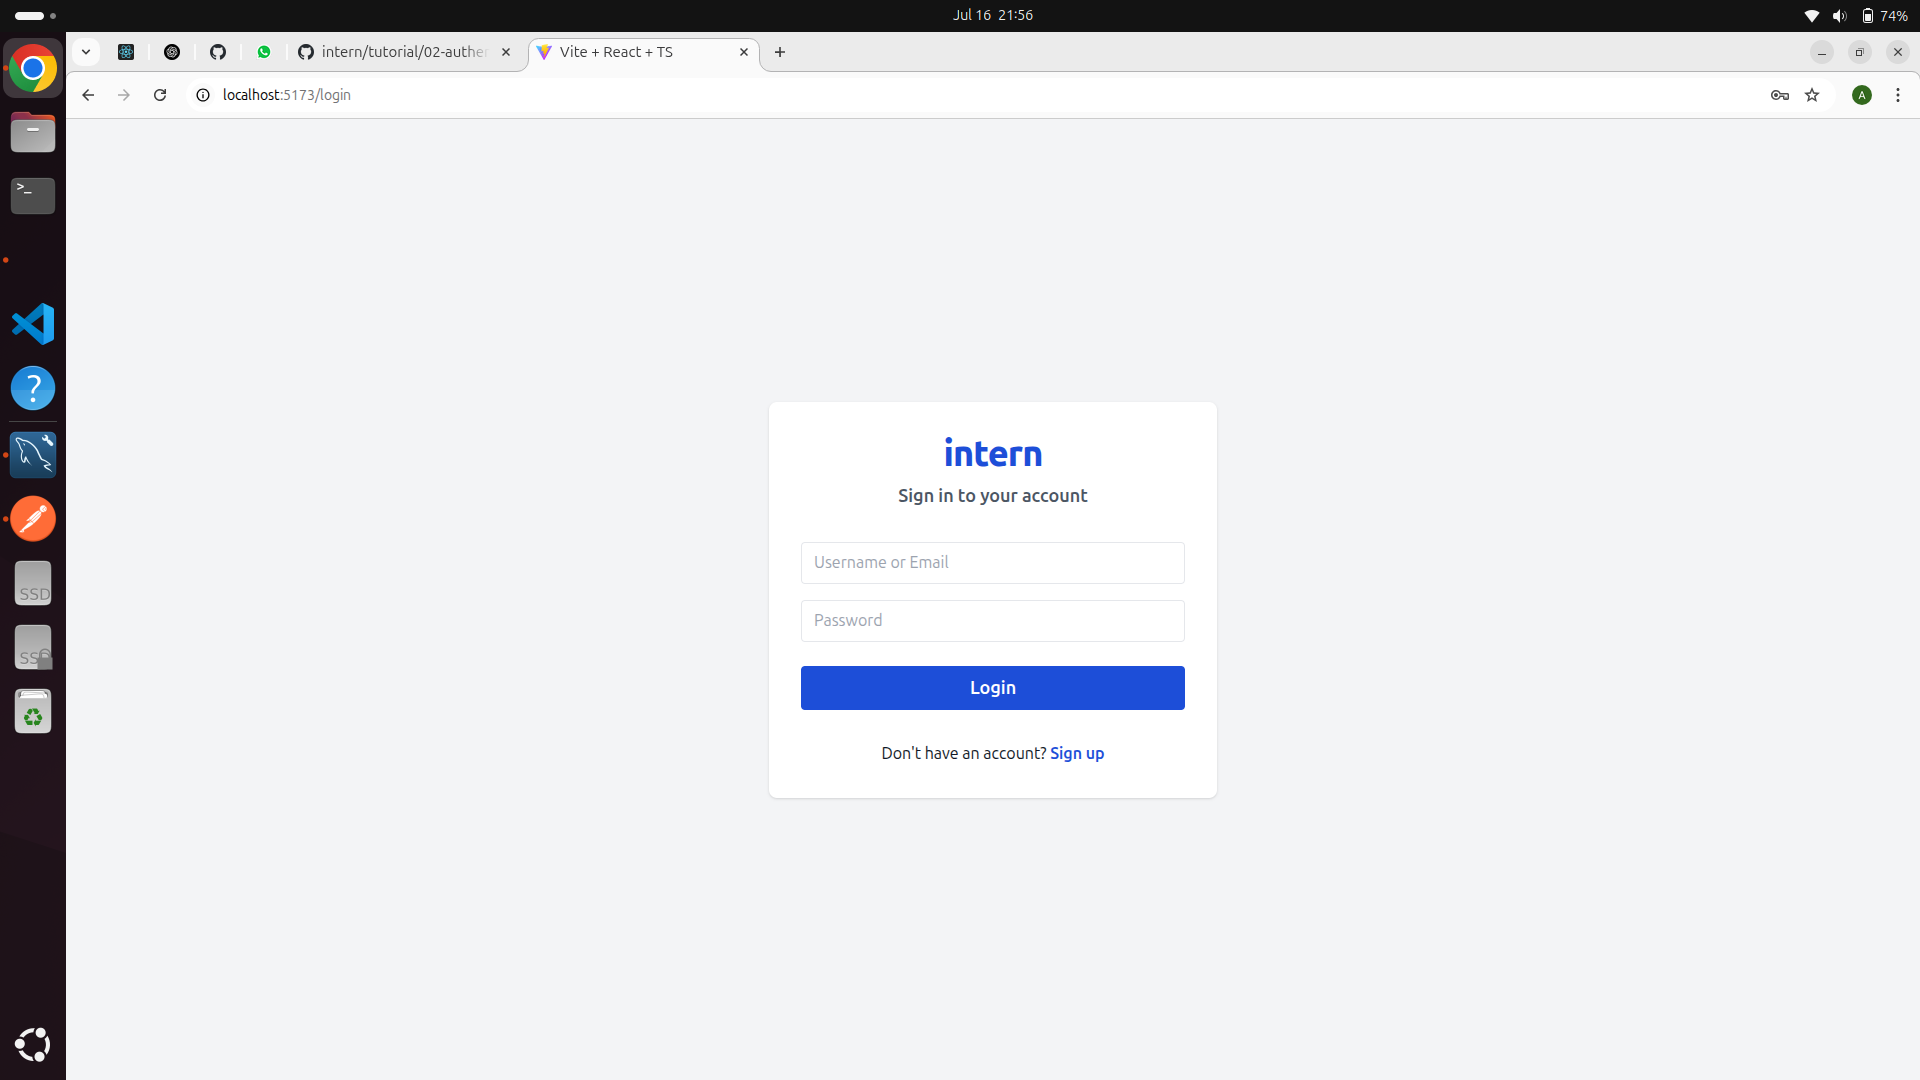 Jul 16 21:56
74%
intern/tutorial/02-authe
Vite + React + TS
localhost:5173/login
A
>_
?
SSD
SSD
intern
Sign in to your account
Username or Email
Password
Login
Don't have an account? Sign up